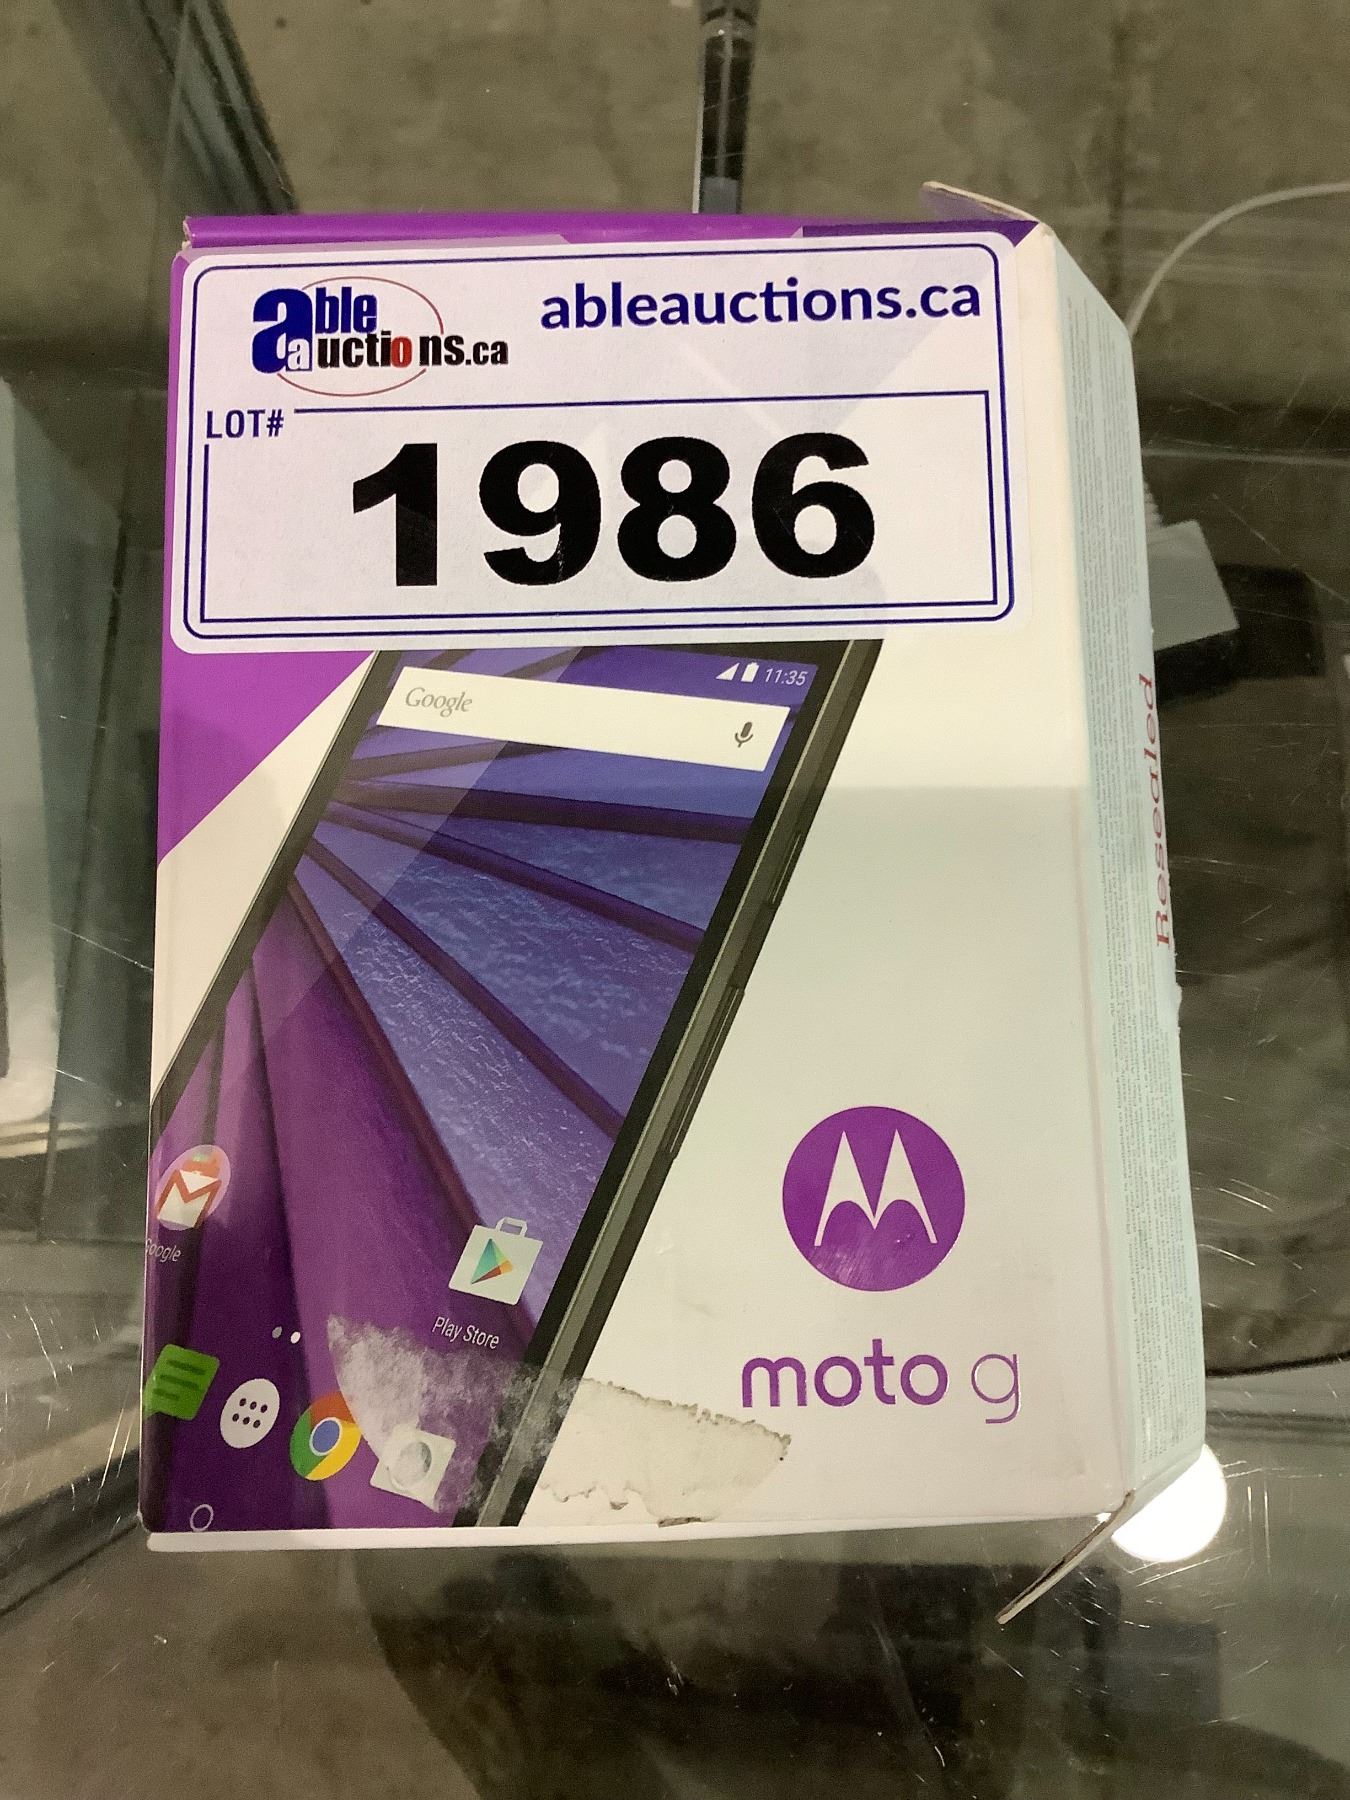 able
auctions.ca
ableauctions.ca
LOT#
1986
11:35
Google
Resealed
Google
Play Store
moto g